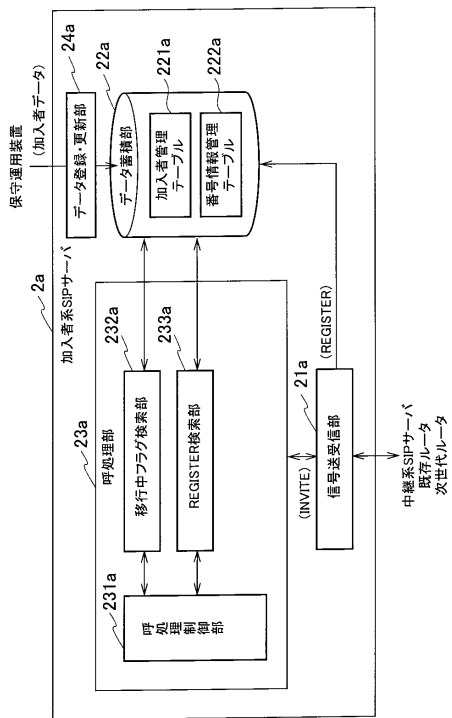 保守運用装置
(加入者データ)
2a
加入者系SIPサーバ
24a
データ登録・更新部
22a
データ蓄積部
221a
加入者管理
テーブル
222a
番号情報管理
テーブル
23a
呼処理部
232a
移行中フラグ検索部
233a
REGISTER検索部
231a
呼処理制御部
(INVITE)
(REGISTER)
21a
信号送受信部
中継系SIPサーバ
既存ルータ
次世代ルータ